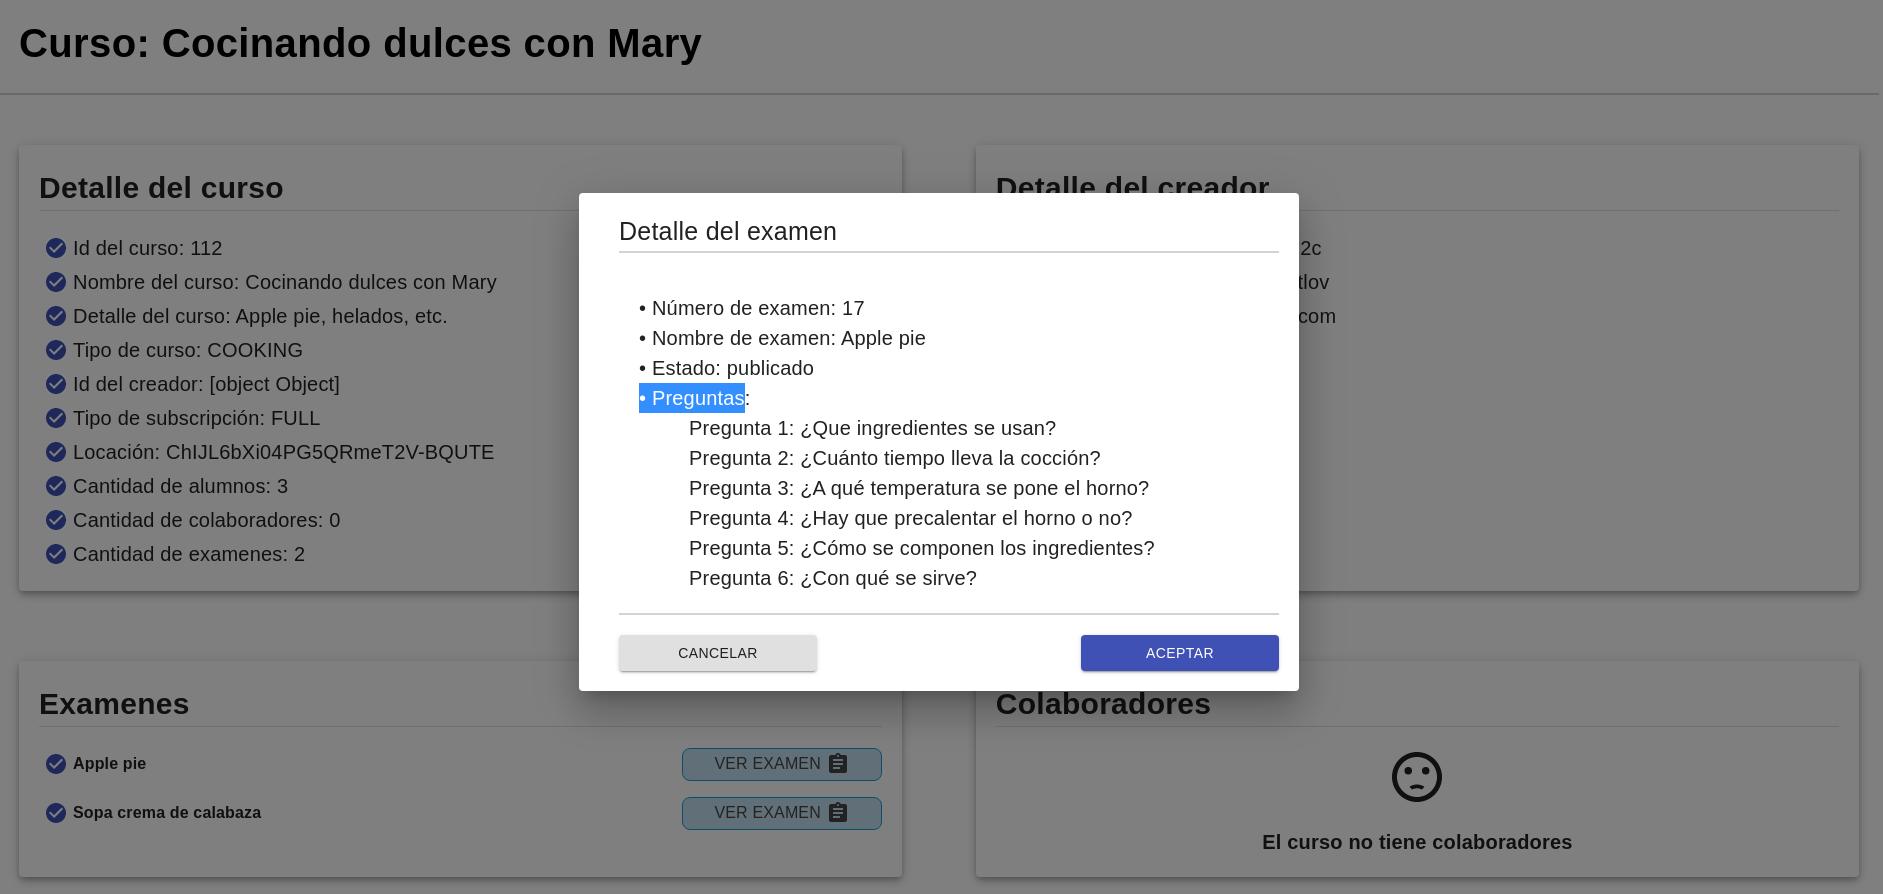 Curso: Cocinando dulces con Mary
Detalle del curso
Id del curso: 112
Nombre del curso: Cocinando dulces con Mary
Detalle del curso: Apple pie, helados, etc.
Tipo de curso: COOKING
Id del creador: [object Object]
Tipo de subscripción: FULL
Locación: ChIJL6bXi04PG5QRmeT2V-BQUTE
Cantidad de alumnos: 3
Cantidad de colaboradores: 0
Cantidad de examenes: 2
Detalle del creador
2c
tlov
com
Detalle del examen
• Número de examen: 17
• Nombre de examen: Apple pie
• Estado: publicado
• Preguntas:
Pregunta 1: ¿Que ingredientes se usan?
Pregunta 2: ¿Cuánto tiempo lleva la cocción?
Pregunta 3: ¿A qué temperatura se pone el horno?
Pregunta 4: ¿Hay que precalentar el horno o no?
Pregunta 5: ¿Cómo se componen los ingredientes?
Pregunta 6: ¿Con qué se sirve?
CANCELAR
ACEPTAR
Examenes
Apple pie
VER EXAMEN
Sopa crema de calabaza
VER EXAMEN
Colaboradores
El curso no tiene colaboradores